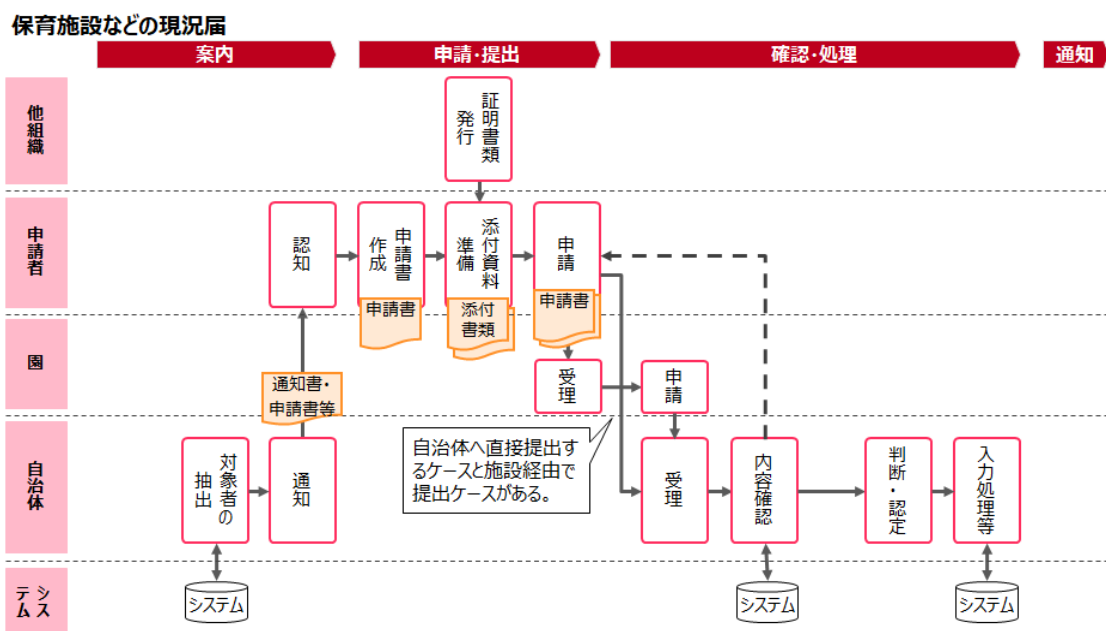 保育施設などの現況届
案内
申請・提出
確認・処理
通知
他組織
証明書類
発行
申請者
認知
申請書
作成
添付資料
準備
申請
申請書
添付
書類
申請書
園
受理
申請
通知書・
申請書等
自治体
対象者の
抽出
通知
自治体へ直接提出す
るケースと施設経由で
提出ケースがある。
受理
内容確認
判断・認定
入力処理等
シス
テム
システム
システム
システム